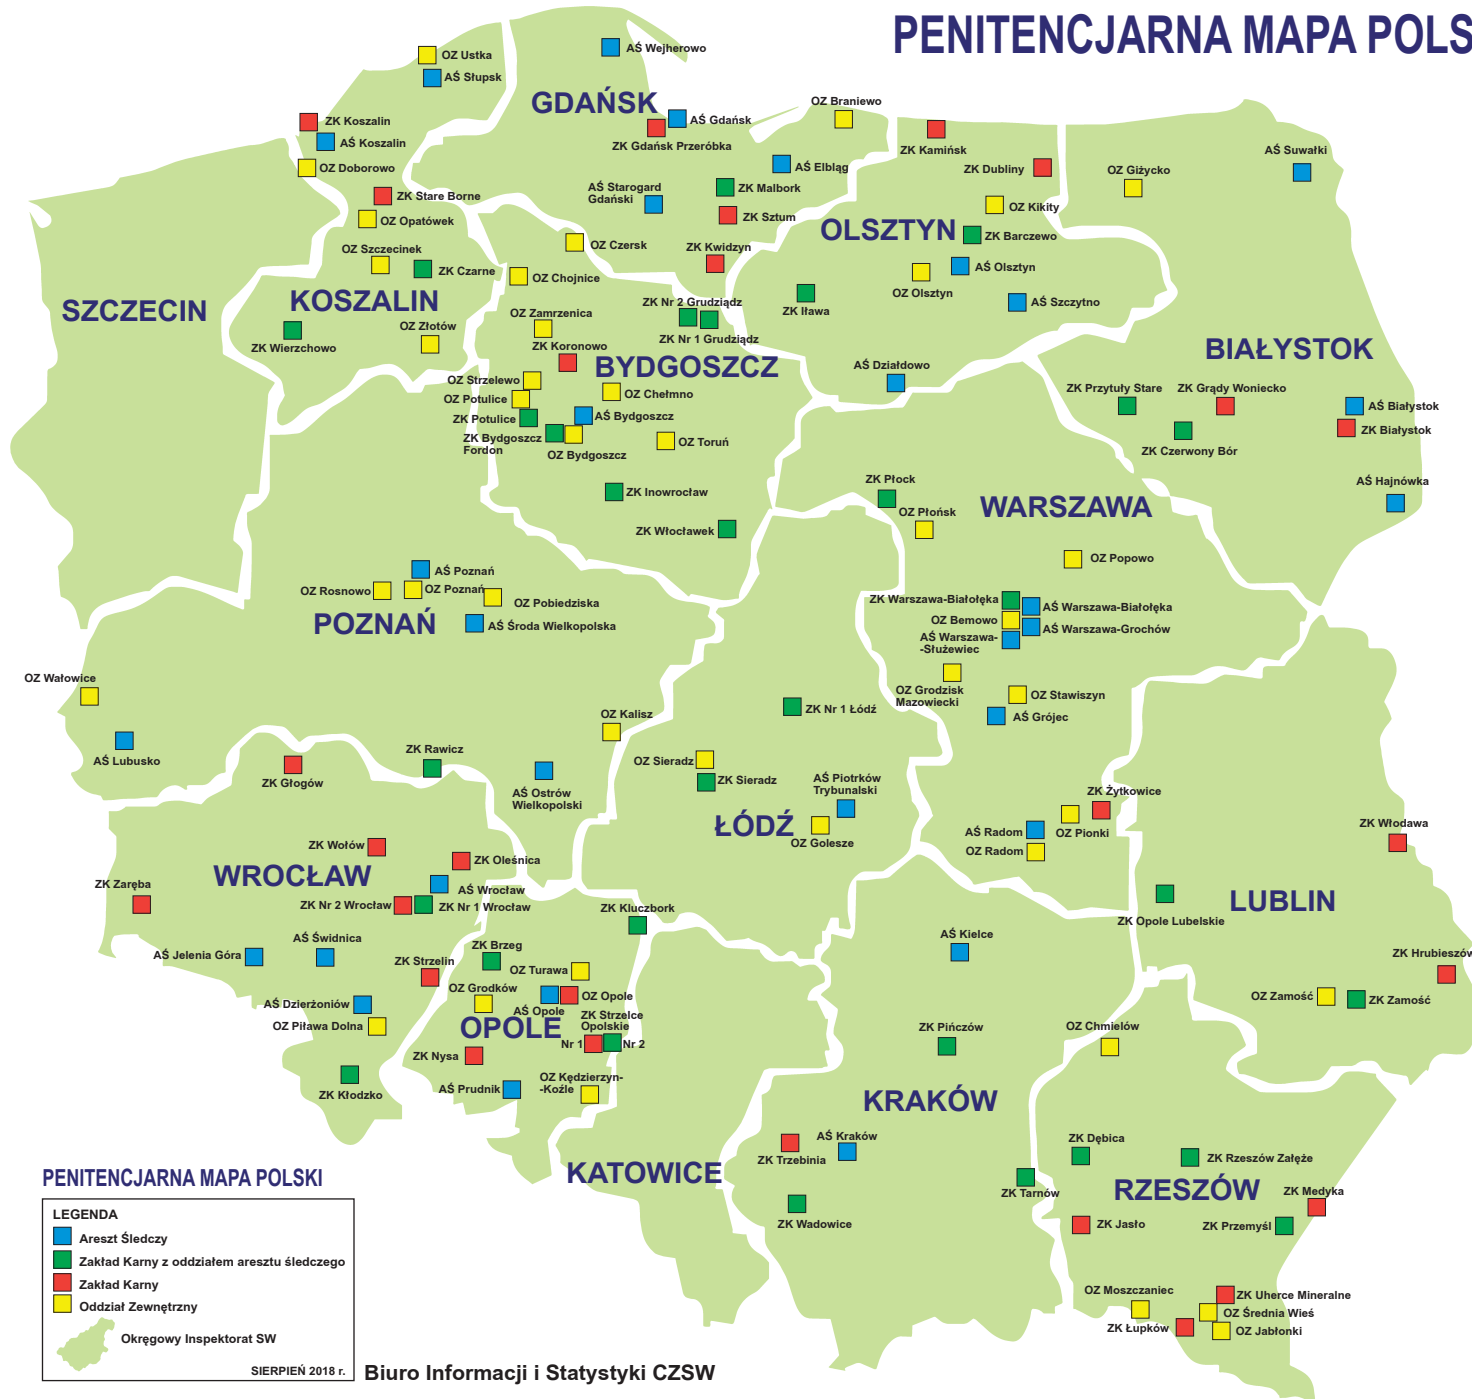 PENITENCJARNA MAPA POLS
OZ Ustka
AŚ Słupsk
AŚ Wejherowo
GDAŃSK
ZK Koszalin
AŚ Koszalin
OZ Doborowo
AŚ Gdańsk
ZK Gdańsk Przeróbka
OZ Braniewo
ZK Kamińsk
AŚ Elbląg
ZK Dubliny
OZ Giżycko
AŚ Suwałki
ZK Stare Borne
OZ Opatówek
AŚ Starogard
Gdański
ZK Malbork
ZK Sztum
OZ Kikity
OLSZTYN
ZK Barczewo
OZ Szczecinek
ZK Czarne
OZ Czersk
OZ Chojnice
ZK Kwidzyn
AŚ Olsztyn
OZ Olsztyn
AŚ Szczytno
SZCZECIN
KOSZALIN
ZK Wierzchowo
OZ Złotów
OZ Zamrzenica
ZK Nr 2 Grudziądz
ZK Nr 1 Grudziądz
ZK Iława
ZK Koronowo
BYDGOSZCZ
BIAŁYSTOK
AŚ Działdowo
OZ Strzelewo
OZ Potulice
ZK Potulice
OZ Chełmno
AŚ Bydgoszcz
ZK Bydgoszcz
Fordon
OZ Bydgoszcz
OZ Toruń
ZK Przytuły Stare
ZK Grądy Woniecko
AŚ Białystok
ZK Białystok
ZK Czerwony Bór
ZK Inowrocław
ZK Włocławek
ZK Płock
OZ Płońsk
WARSZAWA
AŚ Hajnówka
OZ Popowo
AŚ Poznań
OZ Rosnowo
OZ Poznań
OZ Pobiedziska
POZNAŃ
AŚ Środa Wielkopolska
ZK Warszawa-Białołęka
AŚ Warszawa-Białołęka
OZ Bemowo
AŚ Warszawa-Grochów
AŚ Warszawa-
-Służewiec
OZ Wałowice
AŚ Lubusko
OZ Grodzisk
Mazowiecki
OZ Stawiszyn
AŚ Grójec
ZK Nr 1 Łódź
OZ Kalisz
ZK Głogów
ZK Rawicz
AŚ Ostrów
Wielkopolski
OZ Sieradz
ZK Sieradz
AŚ Piotrków
Trybunalski
ŁÓDŹ
OZ Golesze
ZK Żytkowice
OZ Pionki
AŚ Radom
OZ Radom
ZK Włodawa
ZK Wołów
ZK Oleśnica
WROCŁAW
AŚ Wrocław
ZK Zaręba
ZK Nr 2 Wrocław
ZK Nr 1 Wrocław
ZK Kluczbork
LUBLIN
ZK Opole Lubelskie
AŚ Jelenia Góra
AŚ Świdnica
ZK Strzelin
ZK Brzeg
OZ Turawa
AŚ Kielce
ZK Hrubieszów
AŚ Dzierżoniów
OZ Piława Dolna
OZ Grodków
OZ Opole
AŚ Opole
OPOLE
ZK Strzelce
Opolskie
Nr 1
Nr 2
OZ Zamość
ZK Zamość
ZK Nysa
ZK Kłodzko
AŚ Prudnik
OZ Kędzierzyn-
-Koźle
ZK Pińczów
OZ Chmielów
KRAKÓW
KATOWICE
ZK Trzebinia
AŚ Kraków
ZK Wadowice
ZK Tarnów
ZK Dębica
ZK Rzeszów Załęże
RZESZÓW
ZK Medyka
ZK Jasło
ZK Przemyśl
OZ Moszczaniec
ZK Uherce Mineralne
OZ Średnia Wieś
ZK Łupków
OZ Jabłonki
PENITENCJARNA MAPA POLSKI
LEGENDA
Areszt Śledczy
Zakład Karny z oddziałem aresztu śledczego
Zakład Karny
Oddział Zewnętrzny
Okręgowy Inspektorat SW
SIERPIEŃ 2018 r.
Biuro Informacji i Statystyki CZSW